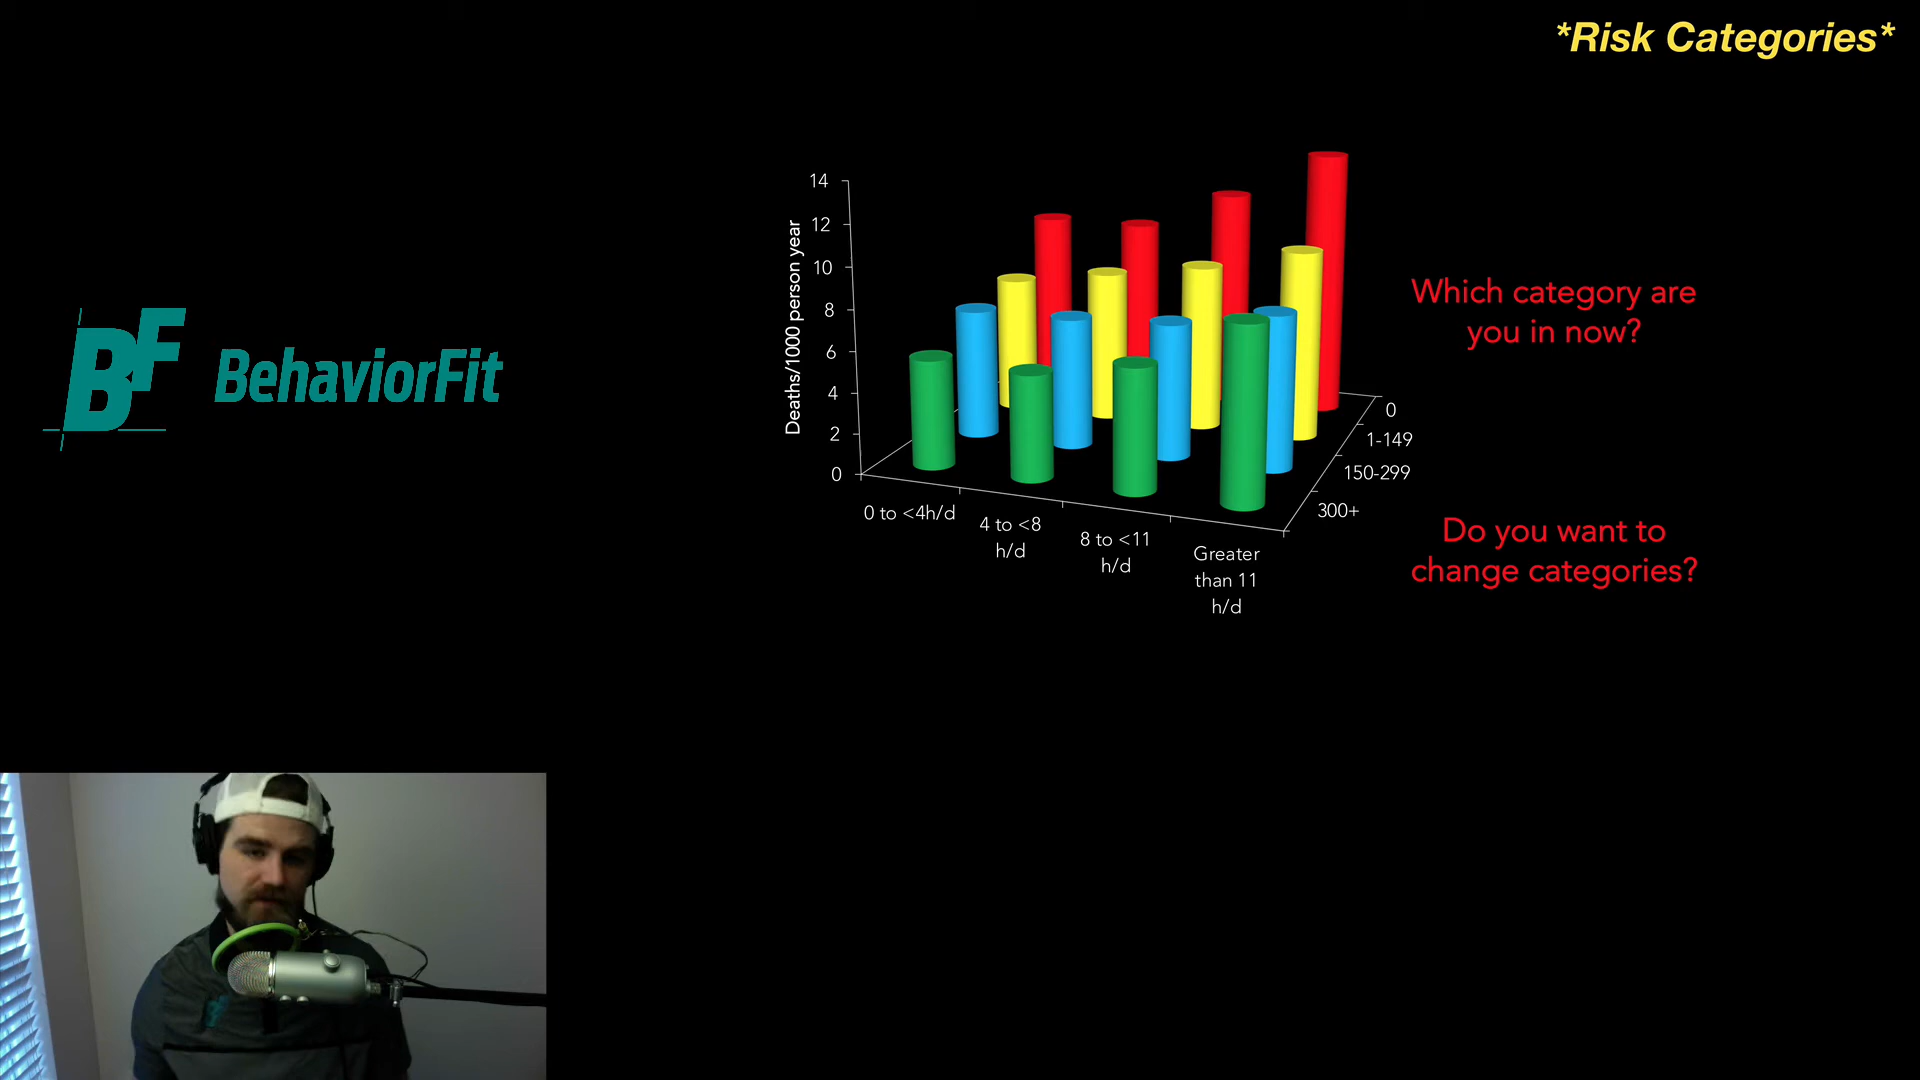 *Risk Categories*
BF BehaviorFit
Deaths/1000 person year
14
12
10
8
6
4
2
0
0 to <4h/d
4 to <8
h/d
8 to <11
h/d
Greater
than 11
h/d
0
1-149
150-299
300+
Which category are
you in now?
Do you want to
change categories?